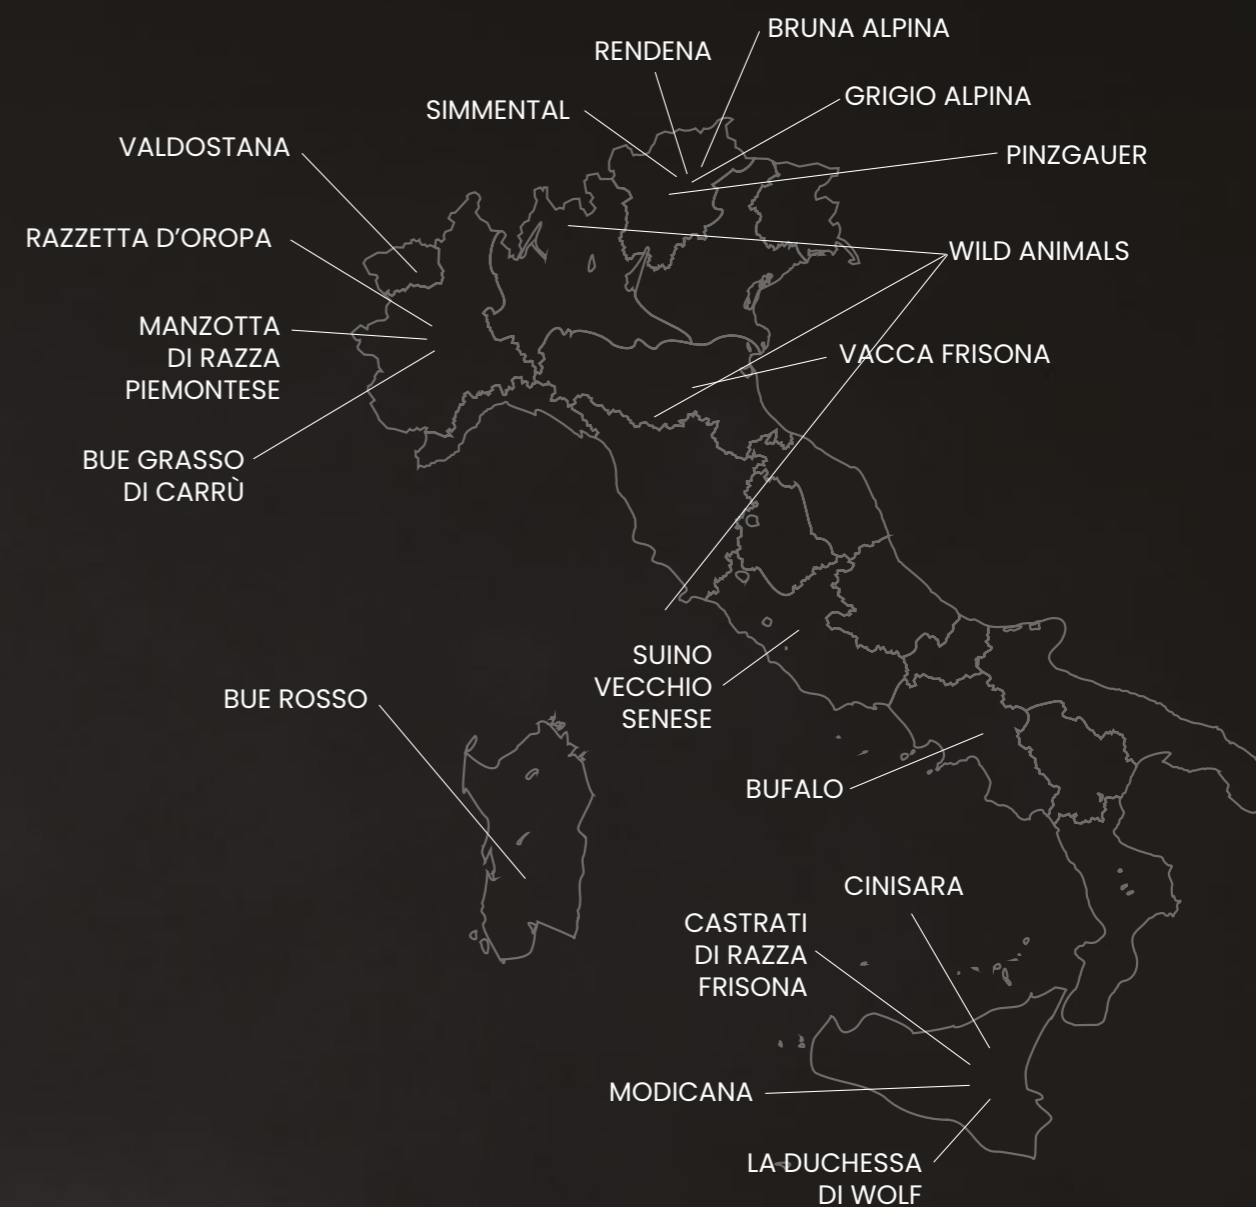 BRUNA ALPINA
RENDENA
GRIGIO ALPINA
SIMMENTAL
VALDOSTANA
PINZGAUER
RAZZETTA D’OROPA
WILD ANIMALS
MANZOTTA
DI RAZZA
PIEMONTESE
VACCA FRISONA
BUE GRASSO
DI CARRÙ
SUINO
VECCHIO
SENESE
BUE ROSSO
BUFALO
CINISARA
CASTRATI
DI RAZZA
FRISONA
MODICANA
LA DUCHESSA
DI WOLF